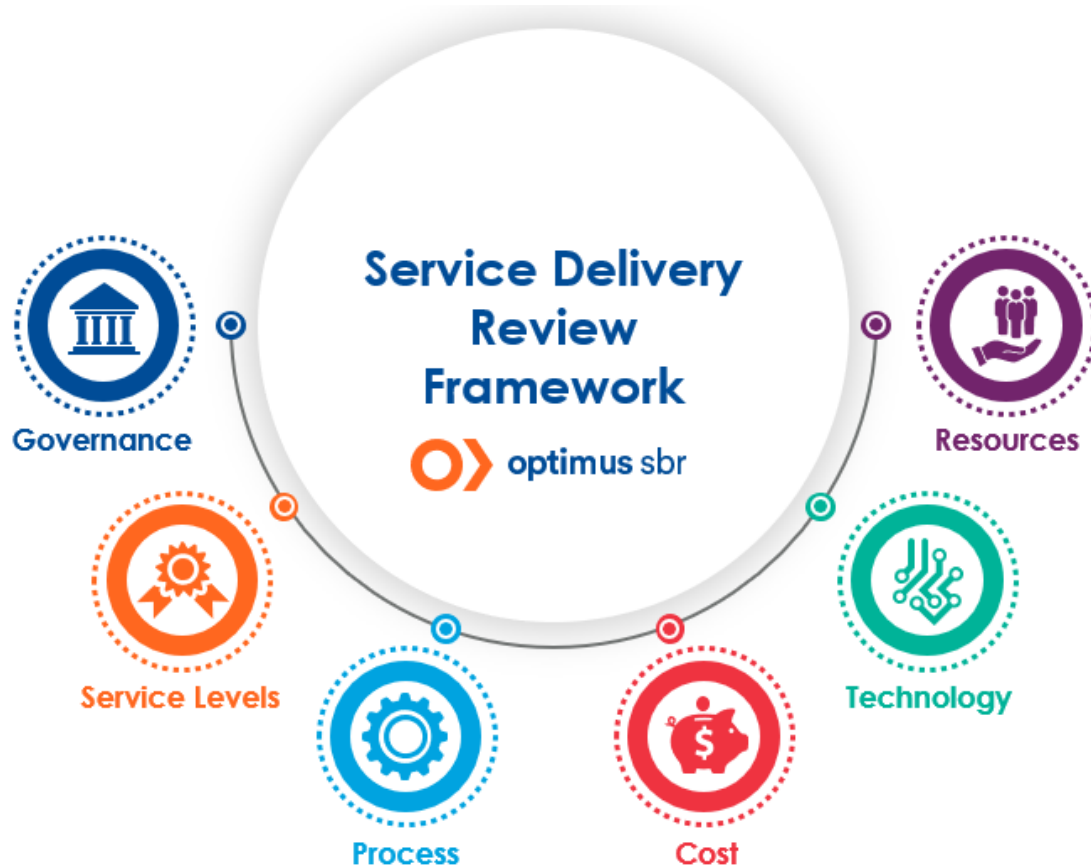 Service Delivery
Review
Framework
optimus sbr
Governance
Resources
Service Levels
Technology
$
Process
Cost